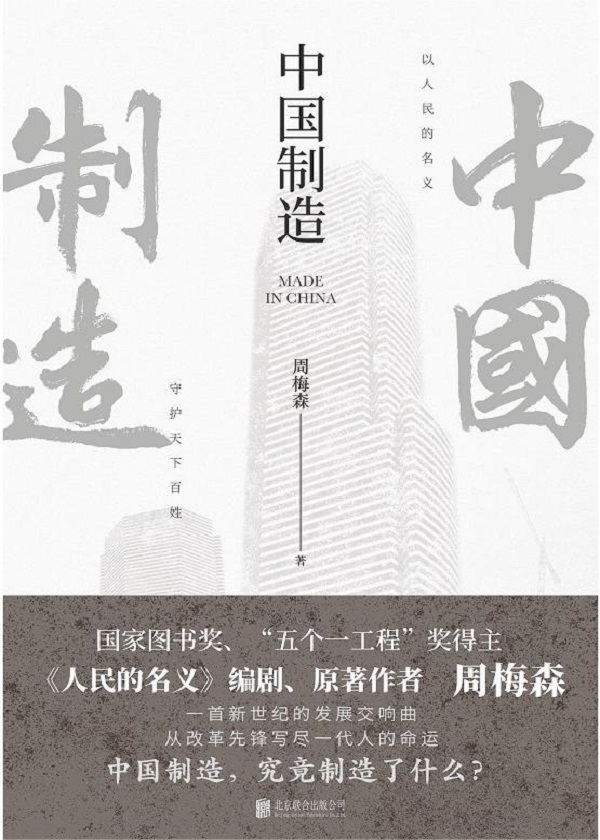 中國
制造
以人民的名义
中国制造
MADE
IN CHINA
周梅森
著
守护天下百姓
国家图书奖、“五个一工程”奖得主
《人民的名义》编剧、原著作者 周梅森
一首新世纪的发展交响曲
从改革先锋写尽一代人的命运
中国制造，究竟制造了什么？
北京联合出版公司